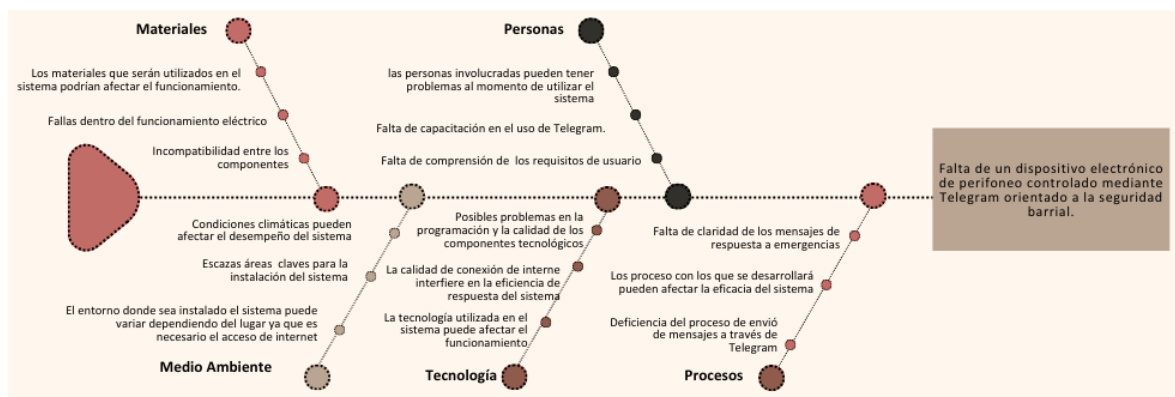 Materiales
Los materiales que serán utilizados en el
sistema podrían afectar el funcionamiento.
Fallas dentro del funcionamiento eléctrico
Incompatibilidad entre los
componentes
Personas
las personas involucradas pueden tener
problemas al momento de utilizar el
sistema
Falta de capacitación en el uso de Telegram.
Falta de comprensión de los requisitos de usuario
Falta de un dispositivo electrónico
de perifoneo controlado mediante
Telegram orientado a la seguridad
barrial.
Condiciones climáticas pueden
afectar el desempeño del sistema
Escazas áreas claves para la
instalación del sistema
El entorno donde sea instalado el sistema puede
variar dependiendo del lugar ya que es
necesario el acceso de internet
Medio Ambiente
Posibles problemas en la
programación y la calidad de los
componentes tecnológicos
La calidad de conexión de interne
interfiere en la eficiencia de
respuesta del sistema
La tecnología utilizada en el
sistema puede afectar el
funcionamiento
Tecnología
Falta de claridad de los mensajes de
respuesta a emergencias
Los proceso con los que se desarrollará
pueden afectar la eficacia del sistema
Deficiencia del proceso de envió
de mensajes a través de
Telegram
Procesos